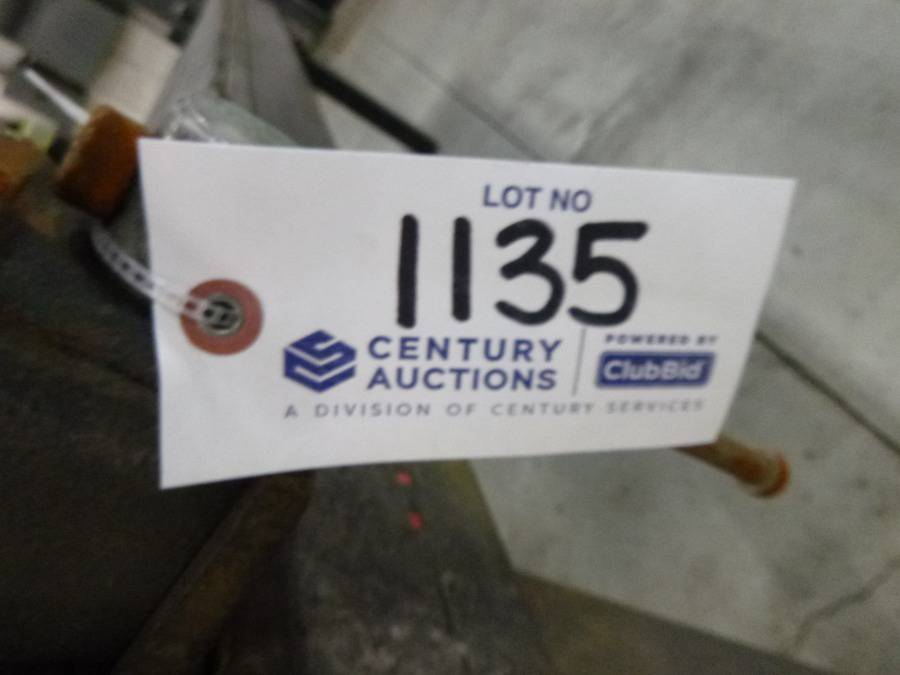 LOT NO
1135
CENTURY AUCTIONS
POWERED BY
ClubBid
A DIVISION OF CENTURY SERVICES